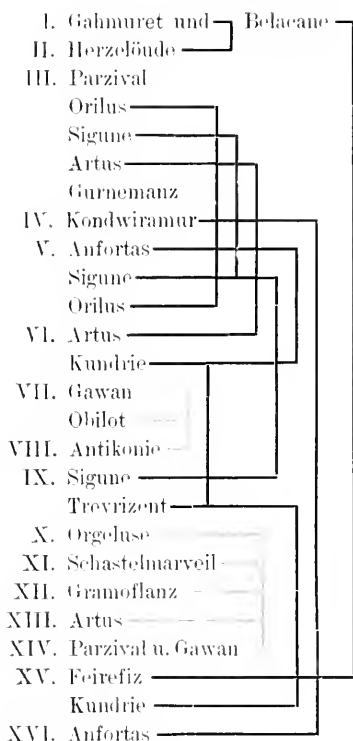 I. Gahmuret und Belacane
II. Herzelönde
III. Parzival
Orilus
Sigune
Artus
Gurnemanz
IV. Kondwiramur
V. Anfortas
Sigune
Orilus
VI. Artus
Kundrie
VII. Gawan
Obilot
VIII. Antikonie
IX. Sigune
Trevrizent
X. Orgeluse
XI. Schastelmarveil
XII. Gramoflanz
XIII. Artus
XIV. Parzival u. Gawan
XV. Feirefiz
Kundrie
XVI. Anfortas